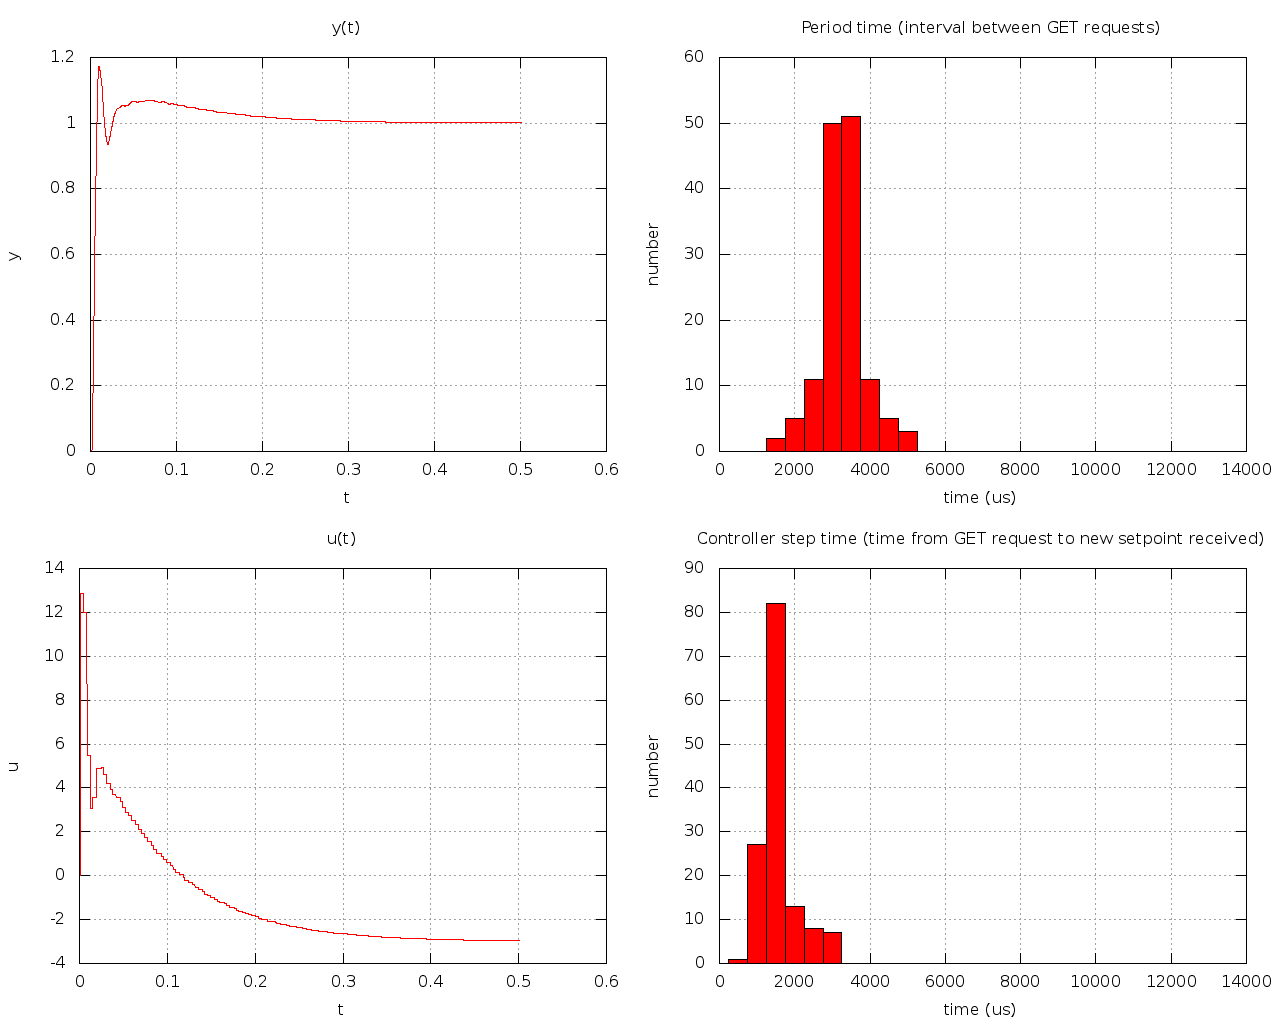 y(t)
1.2
1
0.8
0.6
0.4
0.2
0
y
0 0.1 0.2 0.3 0.4 0.5 0.6
t
Period time (interval between GET requests)
60
50
40
30
20
10
0
number
0 2000 4000 6000 8000 10000 12000 14000
time (us)
u(t)
14
12
10
8
6
4
2
0
-2
-4
u
0 0.1 0.2 0.3 0.4 0.5 0.6
t
Controller step time (time from GET request to new setpoint received)
90
80
70
60
50
40
30
20
10
0
number
0 2000 4000 6000 8000 10000 12000 14000
time (us)